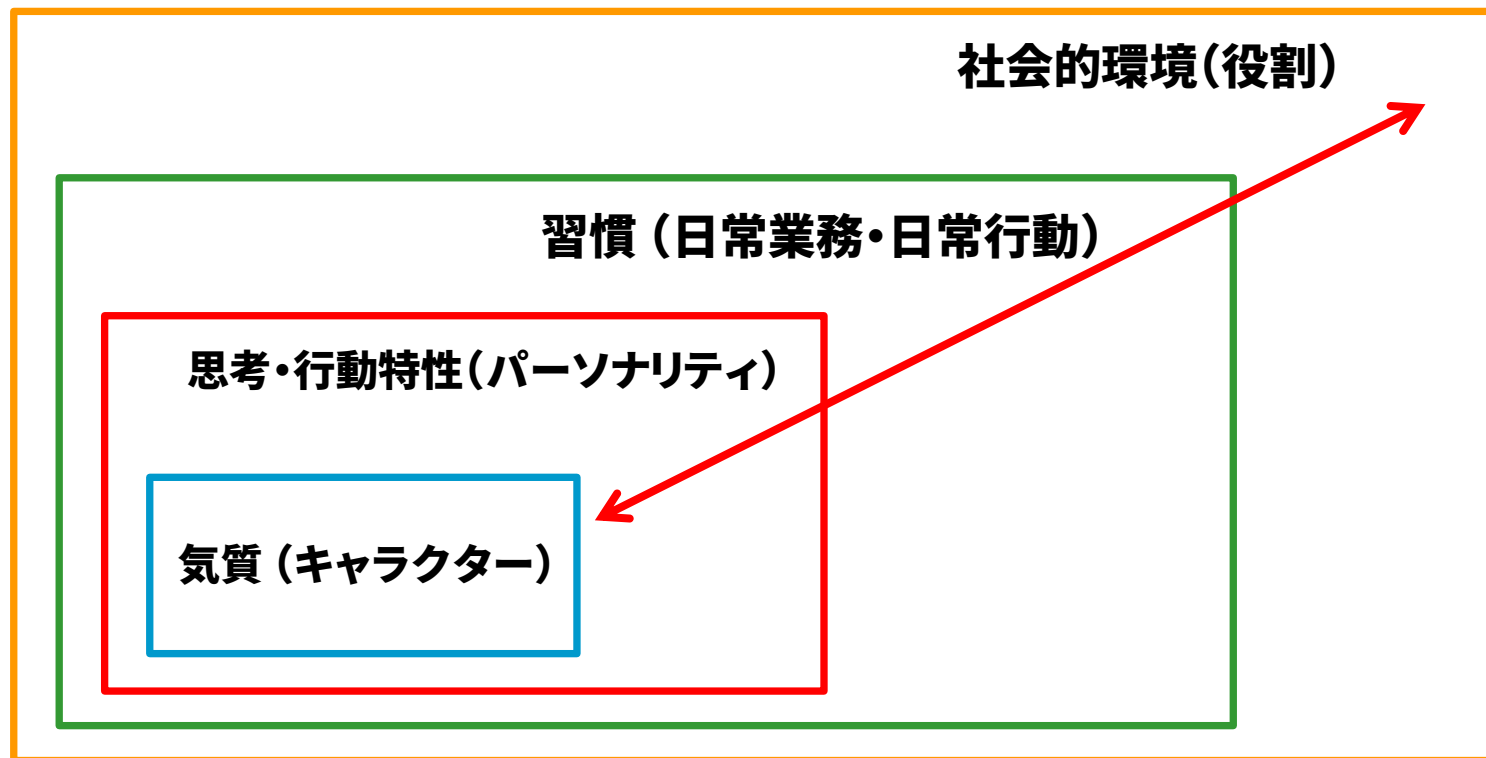 社会的環境(役割)
習慣 (日常業務・日常行動)
思考・行動特性(パーソナリティ)
気質 (キャラクター)